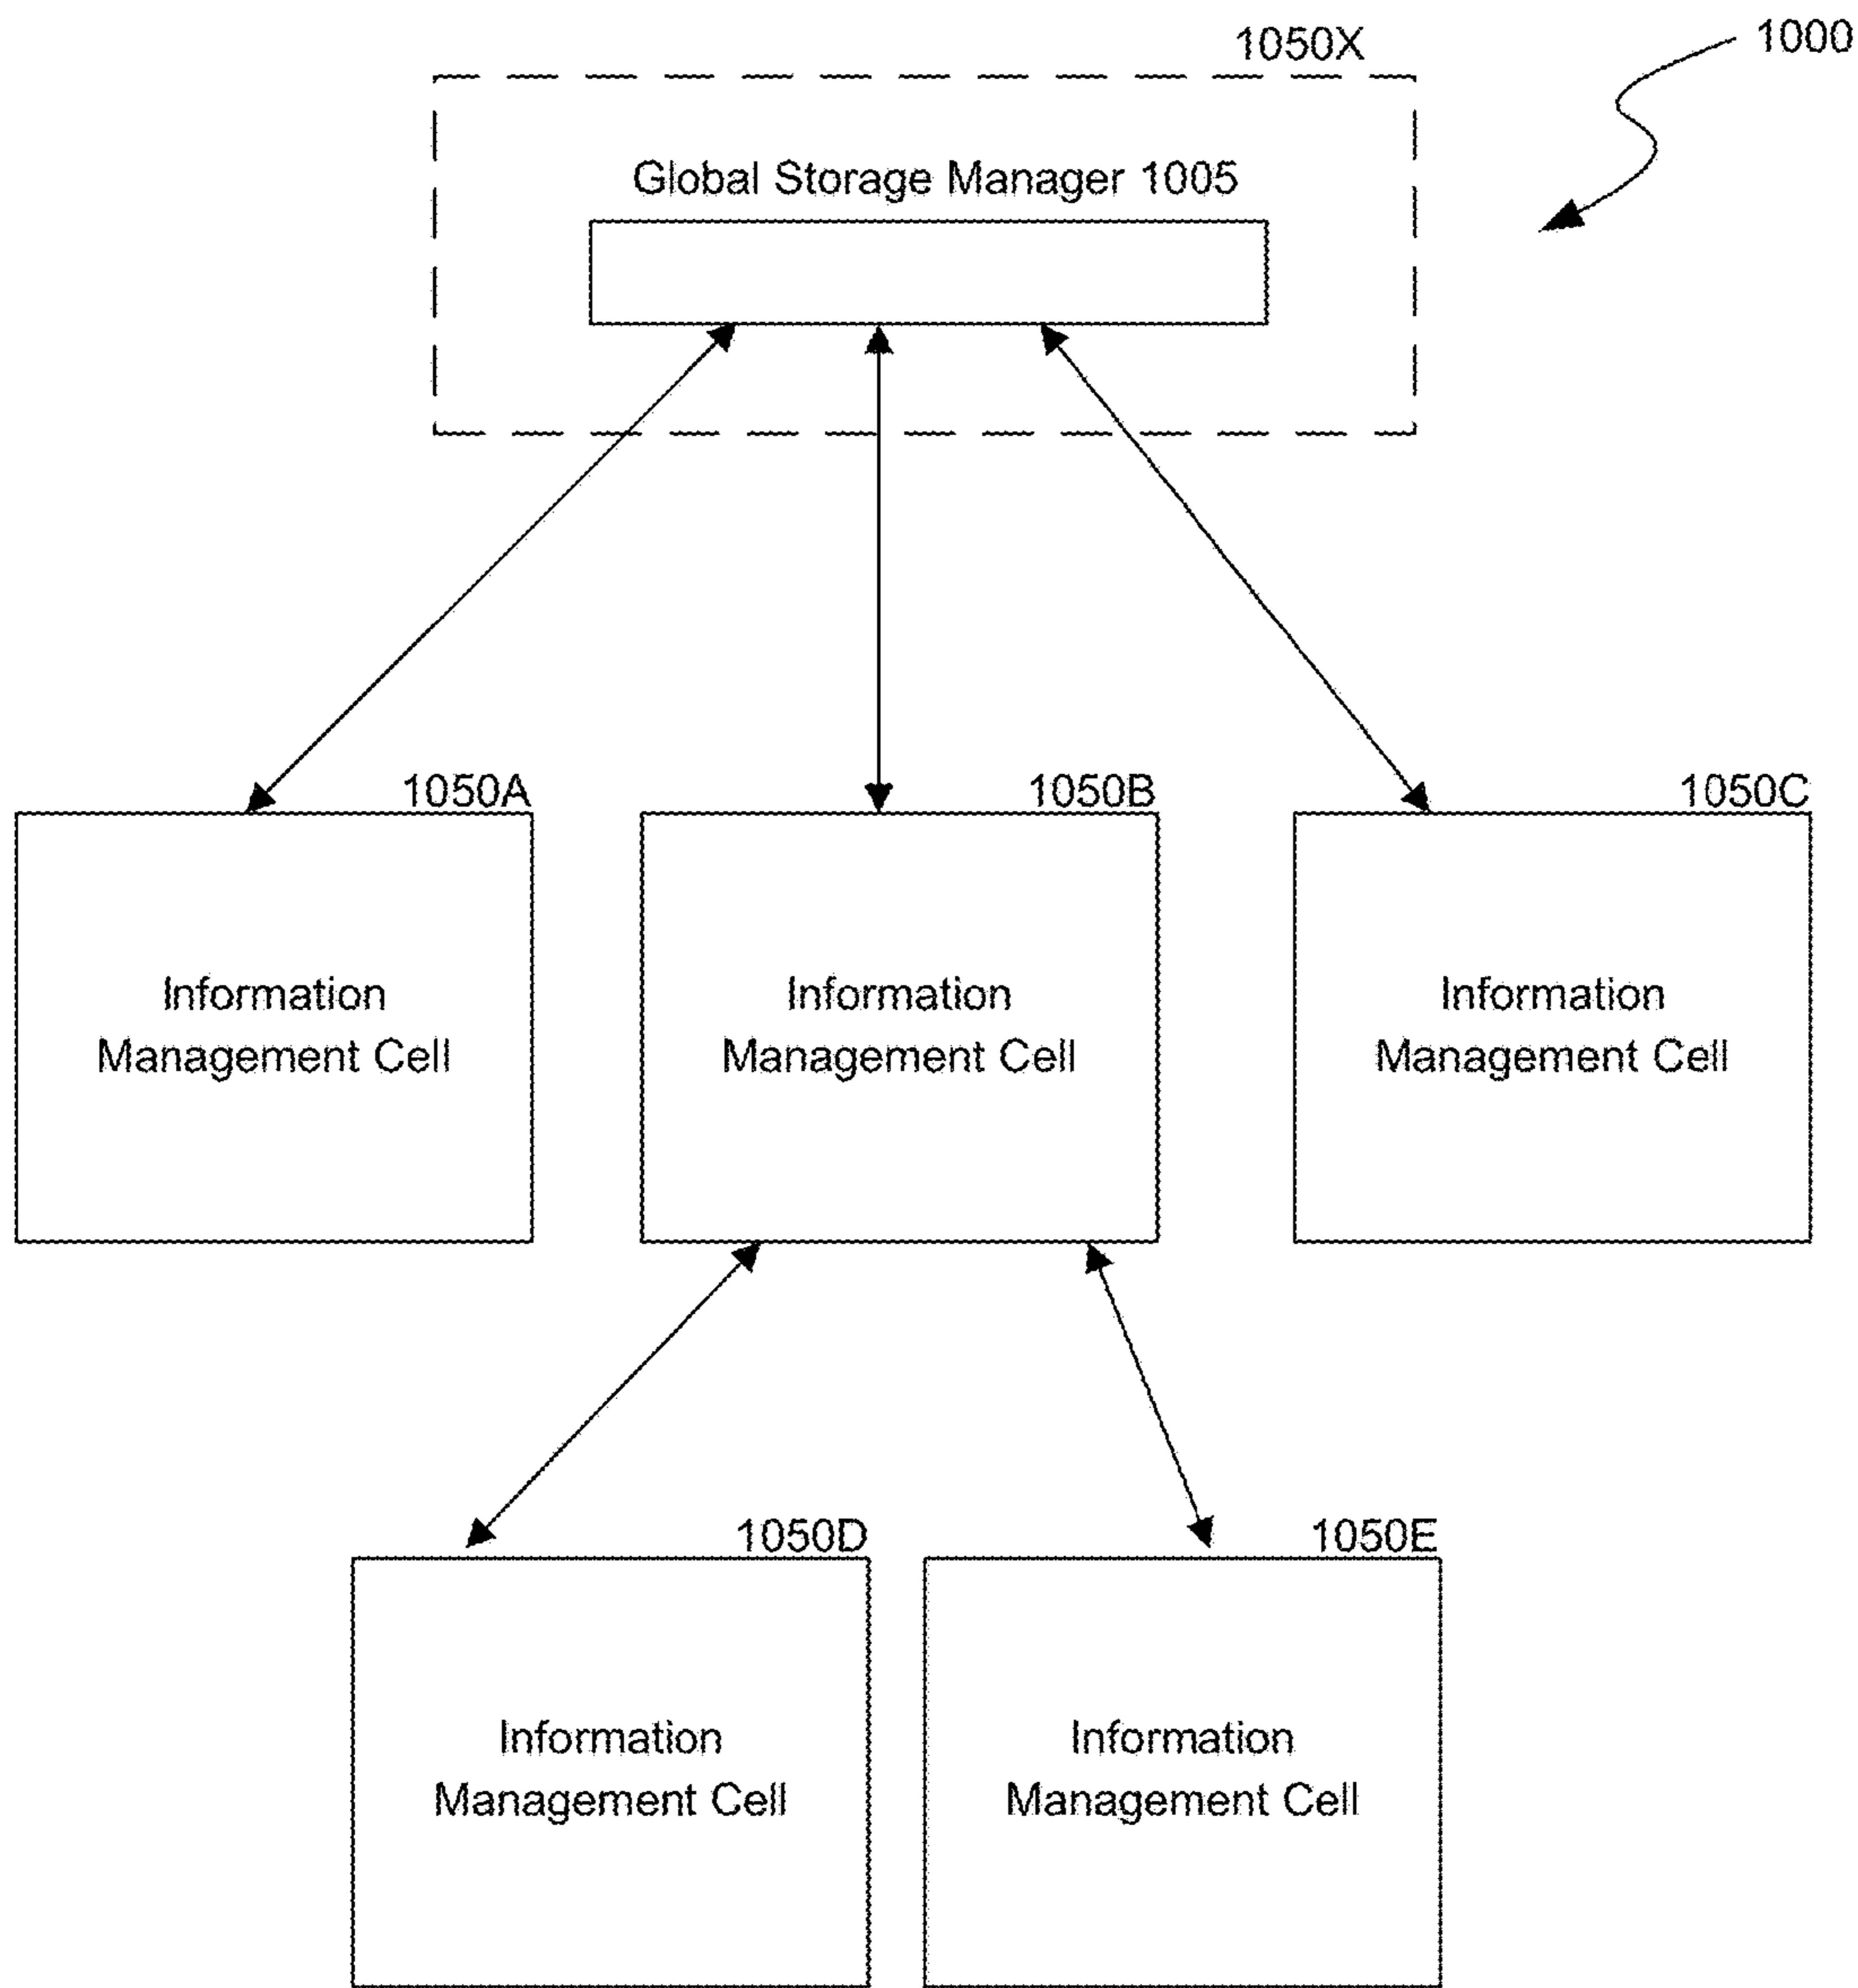 1050X
1000
Global Storage Manager 1005
1050A
1050B
1050C
Information
Management Cell
Information
Management Cell
Information
Management Cell
1050D
1050E
Information
Management Cell
Information
Management Cell